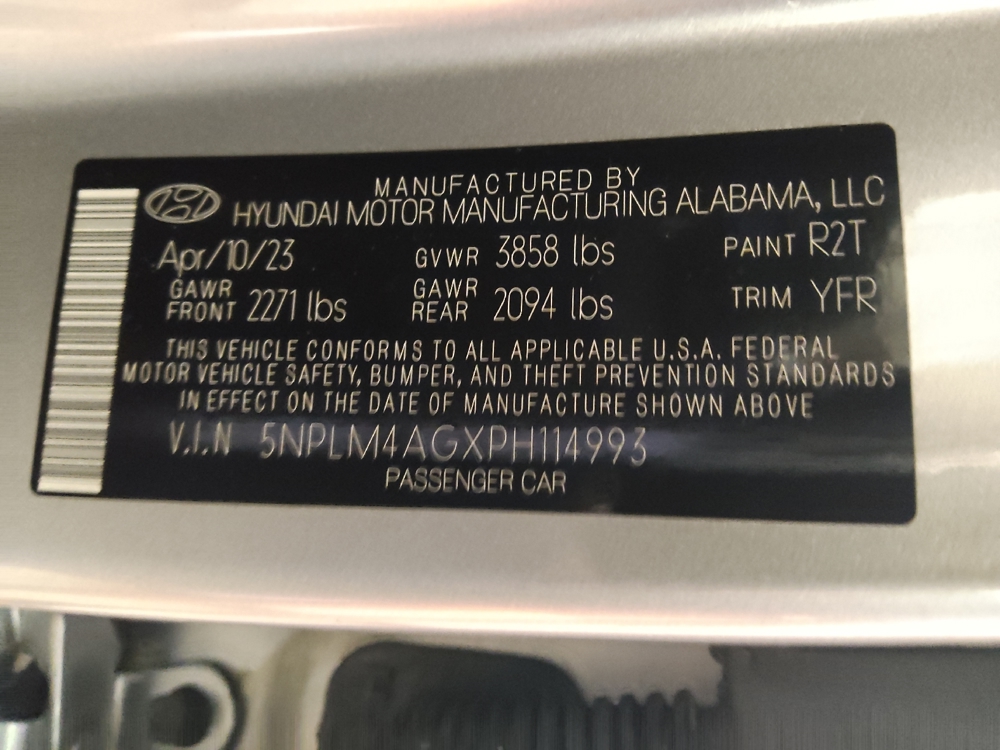 MANUFACTURED BY
HYUNDAI MOTOR MANUFACTURING ALABAMA, LLC
Apr/10/23 GVWR 3858 lbs PAINT R2T
GAWR FRONT 2271 lbs GAWR REAR 2094 lbs TRIM YFR
THIS VEHICLE CONFORMS TO ALL APPLICABLE U.S.A. FEDERAL
MOTOR VEHICLE SAFETY, BUMPER, AND THEFT PREVENTION STANDARDS
IN EFFECT ON THE DATE OF MANUFACTURE SHOWN ABOVE
V.I.N 5NPLM4AGXPH114993
PASSENGER CAR